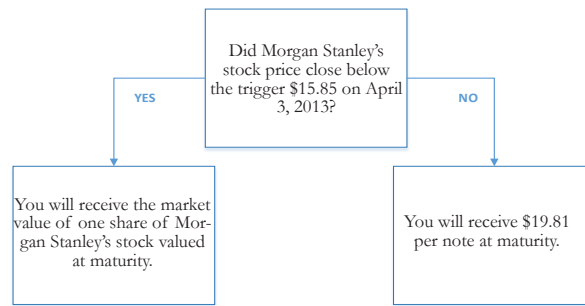 Did Morgan Stanley’s
stock price close below
the trigger $15.85 on April
3, 2013?
YES
NO
You will receive the market
value of one share of Mor-
gan Stanley’s stock valued
at maturity.
You will receive $19.81
per note at maturity.